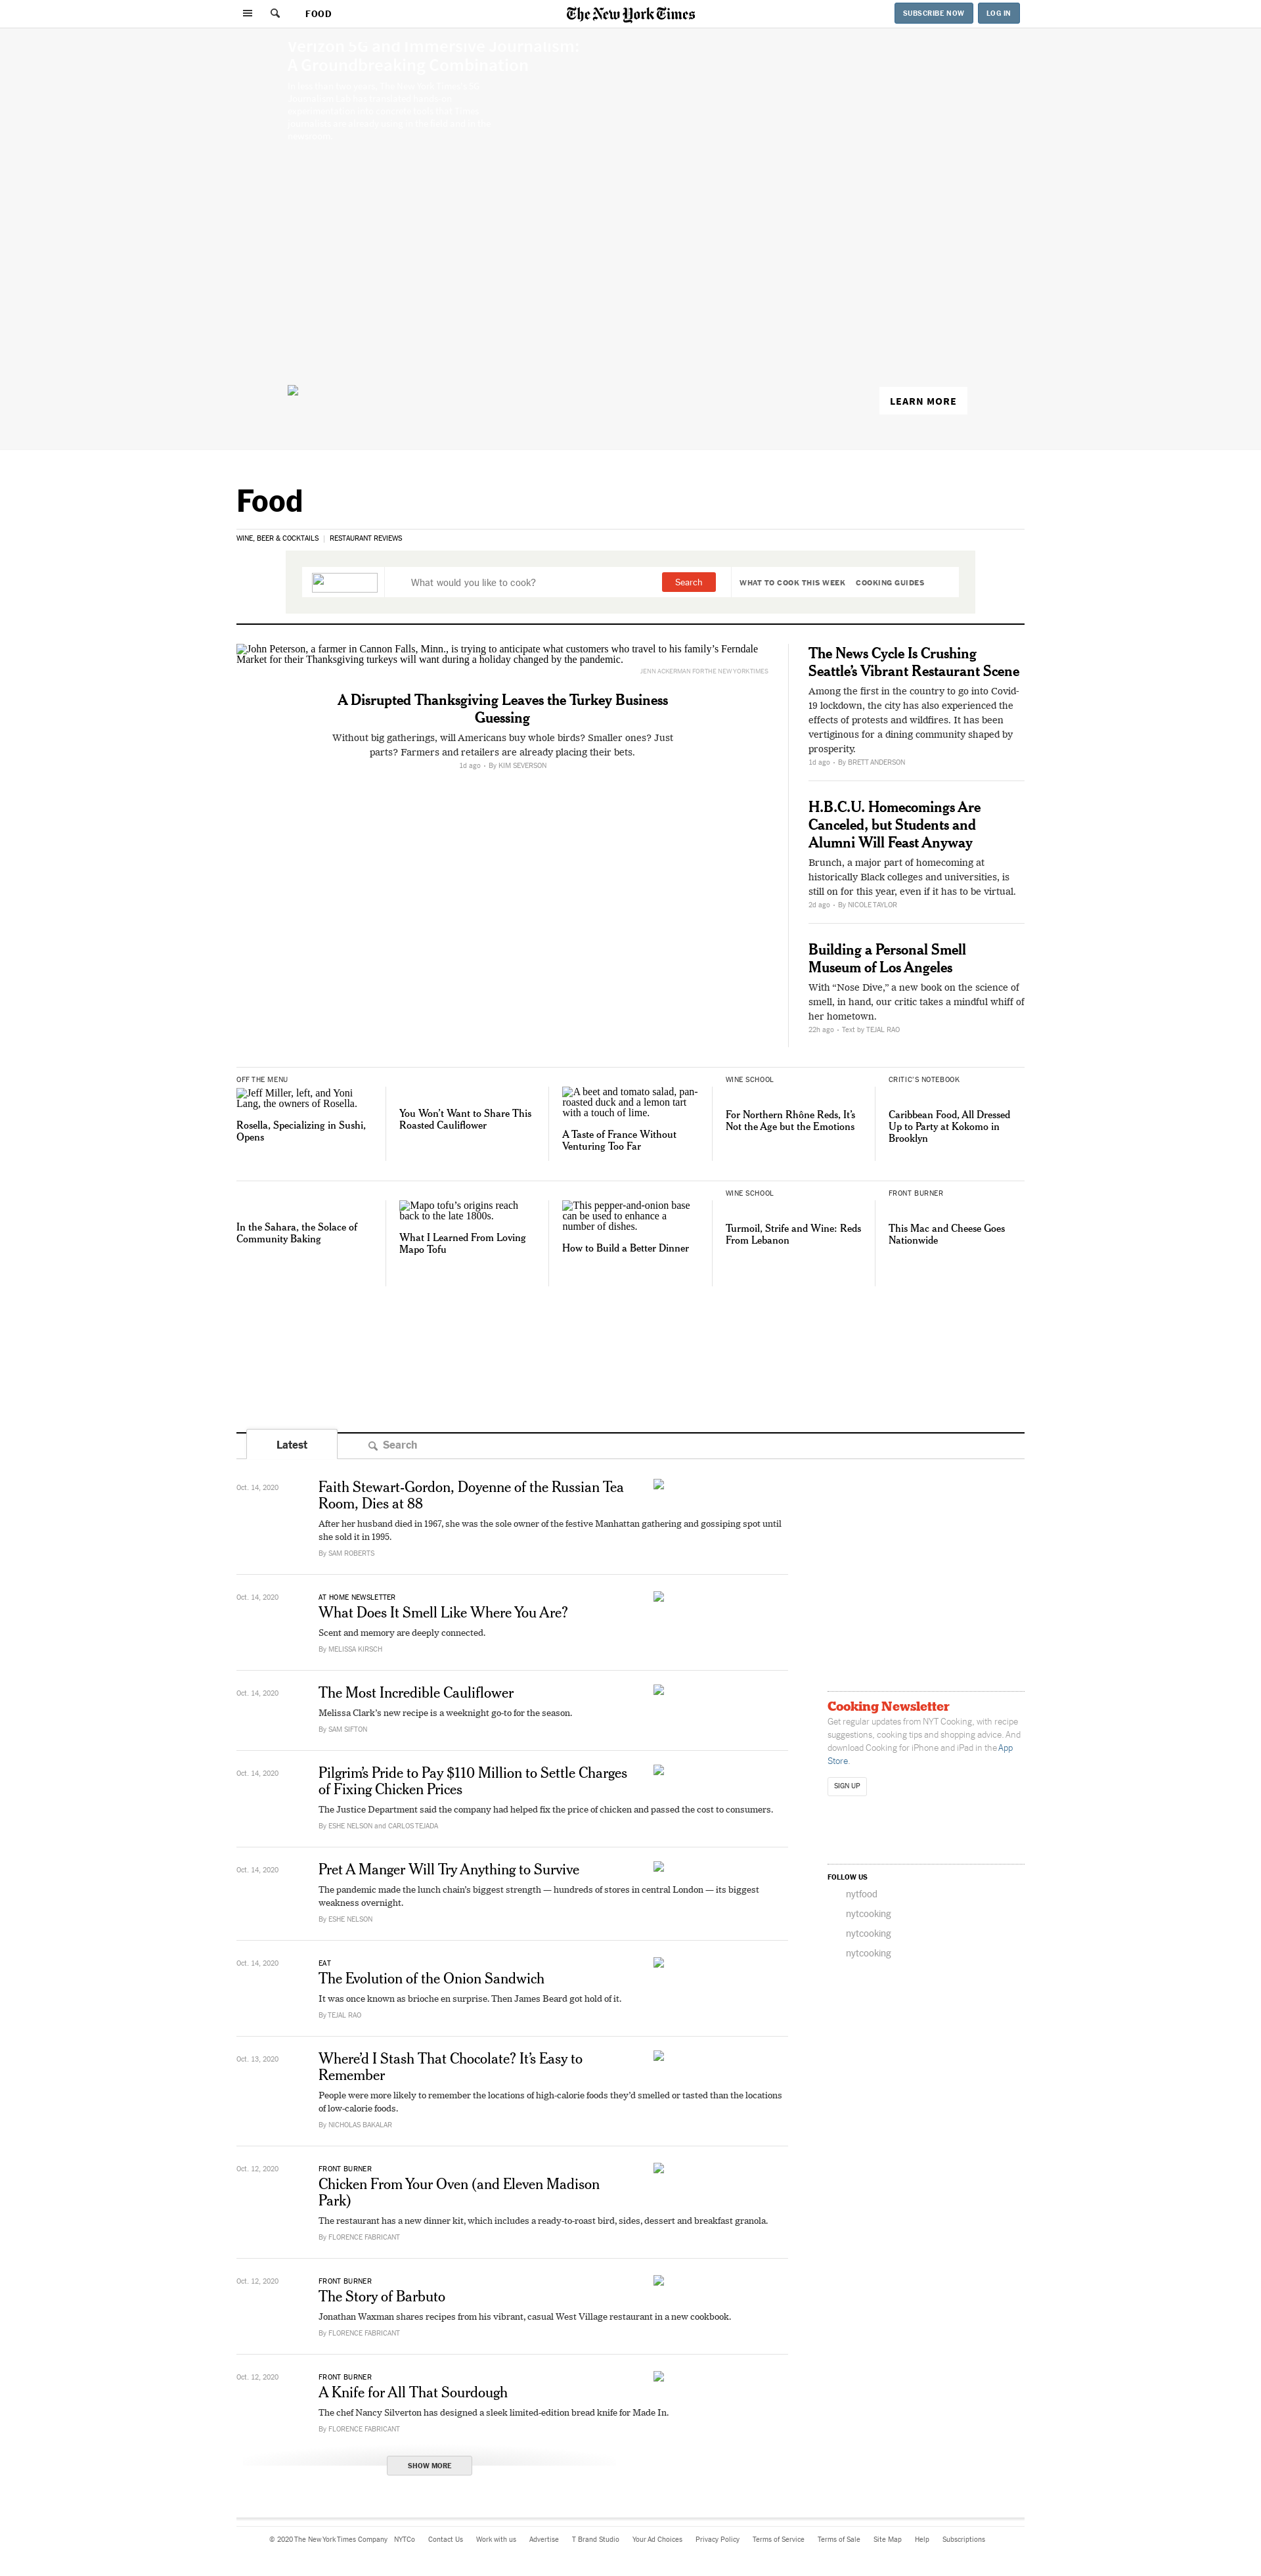 FOOD
The New York Times
SUBSCRIBE NOW
LOG IN
Verizon 5G and Immersive Journalism:
A Groundbreaking Combination
LEARN MORE
Food
WINE, BEER & COCKTAILS | RESTAURANT REVIEWS
What would you like to cook?
Search
WHAT TO COOK THIS WEEK
COOKING GUIDES
John Peterson, a farmer in Cannon Falls, Minn., is trying to anticipate what customers who travel to his family's Ferndale
Market for their Thanksgiving turkeys will want during a holiday changed by the pandemic.
JENN ACKERMAN FOR THE NEW YORK TIMES
A Disrupted Thanksgiving Leaves the Turkey Business
Guessing
Without big gatherings, will Americans buy whole birds? Smaller ones? Just
parts? Farmers and retailers are already placing their bets.
1d ago • By KIM SEVERSON
The News Cycle Is Crushing
Seattle's Vibrant Restaurant Scene
Among the first in the country to go into Covid-
19 lockdown, the city has also experienced the
effects of protests and wildfires. It has been
vertiginous for a dining community shaped by
prosperity.
1d ago • By BRETT ANDERSON
H.B.C.U. Homecomings Are
Canceled, but Students and
Alumni Will Feast Anyway
Brunch, a major part of homecoming at
historically Black colleges and universities, is
still on for this year, even if it has to be virtual.
2d ago • By NICOLE TAYLOR
Building a Personal Smell
Museum of Los Angeles
With “Nose Dive,” a new book on the science of
smell, in hand, our critic takes a mindful whiff of
her hometown.
22h ago • Text by TEJAL RAO
OFF THE MENU
Jeff Miller, left, and Yoni
Lang, the owners of Rosella.
Rosella, Specializing in Sushi,
Opens
You Won't Want to Share This
Roasted Cauliflower
A beet and tomato salad, pan-
roasted duck and a lemon tart
with a touch of lime.
A Taste of France Without
Venturing Too Far
WINE SCHOOL
For Northern Rhône Reds, It's
Not the Age but the Emotions
CRITIC'S NOTEBOOK
Caribbean Food, All Dressed
Up to Party at Kokomo in
Brooklyn
In the Sahara, the Solace of
Community Baking
Mapo tofu's origins reach
back to the late 1800s.
What I Learned From Loving
Mapo Tofu
This pepper-and-onion base
can be used to enhance a
number of dishes.
How to Build a Better Dinner
WINE SCHOOL
Turmoil, Strife and Wine: Reds
From Lebanon
FRONT BURNER
This Mac and Cheese Goes
Nationwide
Latest
Search
Oct. 14, 2020
Faith Stewart-Gordon, Doyenne of the Russian Tea
Room, Dies at 88
After her husband died in 1967, she was the sole owner of the festive Manhattan gathering and gossiping spot until
she sold it in 1995.
By SAM ROBERTS
Oct. 14, 2020
AT HOME NEWSLETTER
What Does It Smell Like Where You Are?
Scent and memory are deeply connected.
By MELISSA KIRSCH
Oct. 14, 2020
The Most Incredible Cauliflower
Melissa Clark's new recipe is a weeknight go-to for the season.
By SAM SIFTON
Oct. 14, 2020
Pilgrim's Pride to Pay $110 Million to Settle Charges
of Fixing Chicken Prices
The Justice Department said the company had helped fix the price of chicken and passed the cost to consumers.
By ESHE NELSON and CARLOS TEJADA
Oct. 14, 2020
Pret A Manger Will Try Anything to Survive
The pandemic made the lunch chain's biggest strength — hundreds of stores in central London — its biggest
weakness overnight.
By ESHE NELSON
Oct. 14, 2020
EAT
The Evolution of the Onion Sandwich
It was once known as brioche en surprise. Then James Beard got hold of it.
By TEJAL RAO
Oct. 13, 2020
Where'd I Stash That Chocolate? It's Easy to
Remember
People were more likely to remember the locations of high-calorie foods they'd smelled or tasted than the locations
of low-calorie foods.
By NICHOLAS BAKALAR
Oct. 12, 2020
FRONT BURNER
Chicken From Your Oven (and Eleven Madison
Park)
The restaurant has a new dinner kit, which includes a ready-to-roast bird, sides, dessert and breakfast granola.
By FLORENCE FABRICANT
Oct. 12, 2020
FRONT BURNER
The Story of Barbuto
Jonathan Waxman shares recipes from his vibrant, casual West Village restaurant in a new cookbook.
By FLORENCE FABRICANT
Oct. 12, 2020
FRONT BURNER
A Knife for All That Sourdough
The chef Nancy Silverton has designed a sleek limited-edition bread knife for Made In.
By FLORENCE FABRICANT
SHOW MORE
Cooking Newsletter
Get regular updates from NYT Cooking, with recipe
suggestions, cooking tips and shopping advice. And
download Cooking for iPhone and iPad in the App
Store.
SIGN UP
FOLLOW US
nytfood
nytcooking
nytcooking
nytcooking
© 2020 The New York Times Company NYTCo Contact Us Work with us Advertise T Brand Studio Your Ad Choices Privacy Policy Terms of Service Terms of Sale Site Map Help Subscriptions